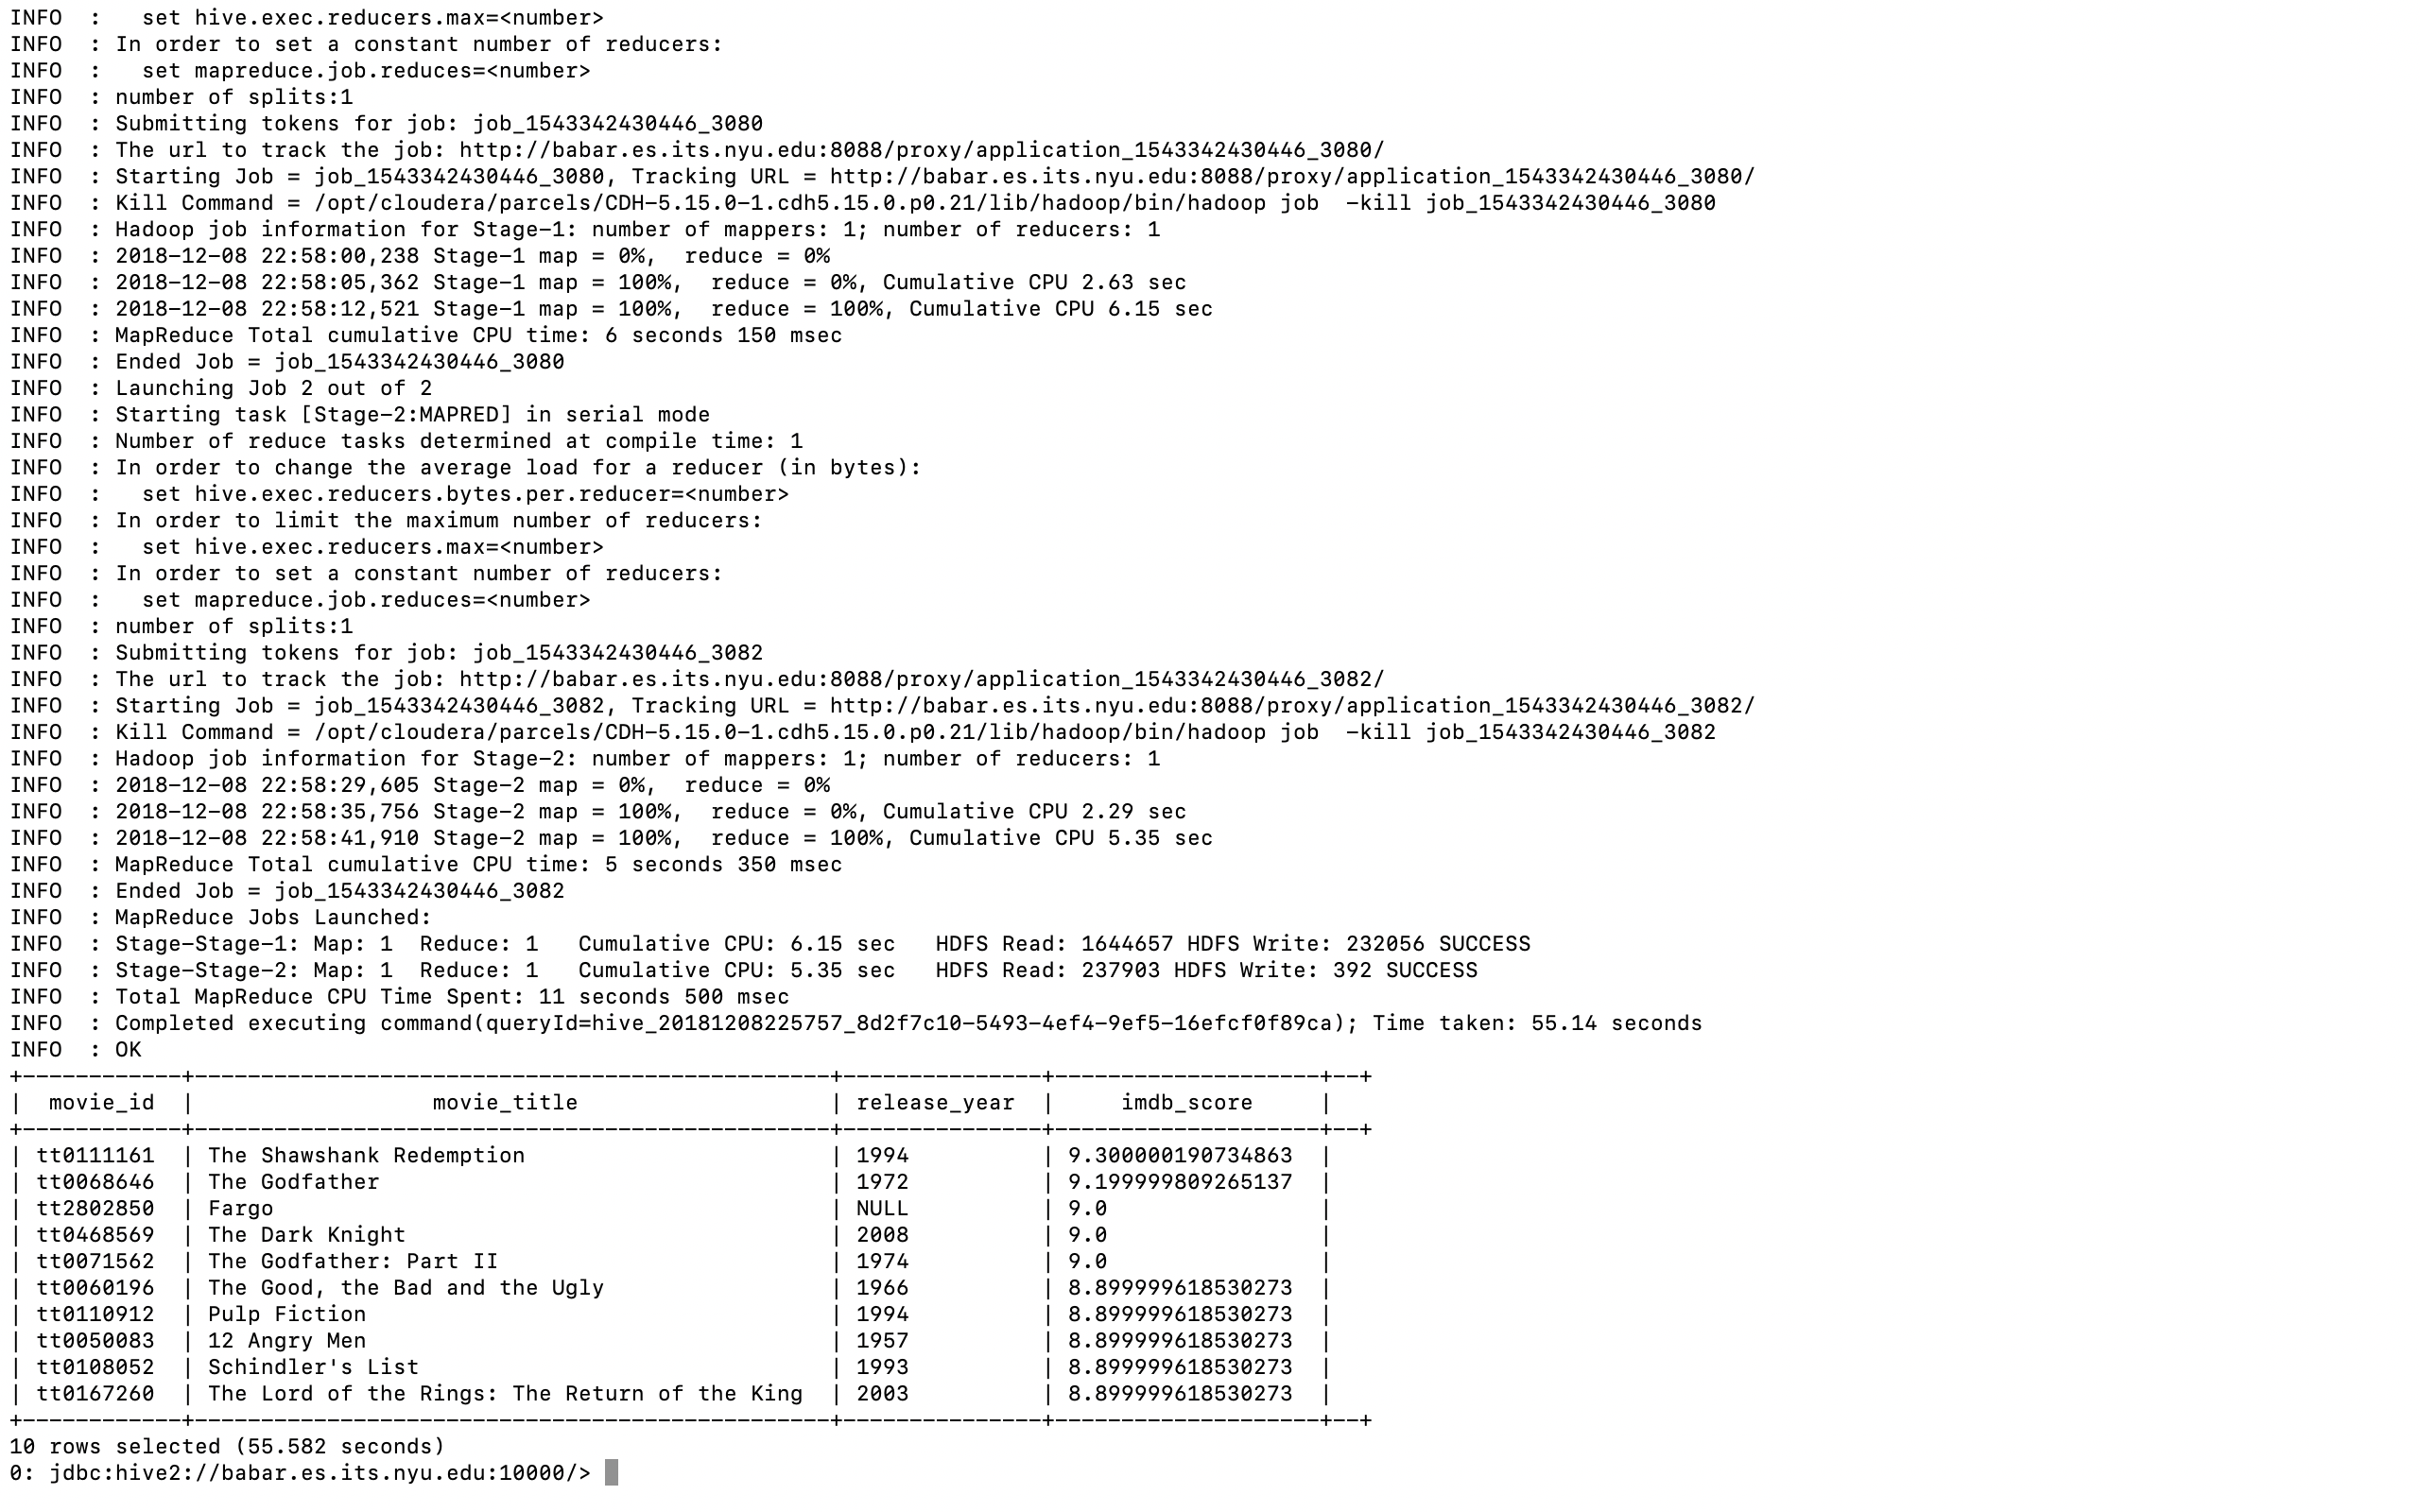 INFO  :   set hive.exec.reducers.max=<number>
INFO  : In order to set a constant number of reducers:
INFO  :   set mapreduce.job.reduces=<number>
INFO  : number of splits:1
INFO  : Submitting tokens for job: job_1543342430446_3080
INFO  : The url to track the job: http://babar.es.its.nyu.edu:8088/proxy/application_1543342430446_3080/
INFO  : Starting Job = job_1543342430446_3080, Tracking URL = http://babar.es.its.nyu.edu:8088/proxy/application_1543342430446_3080/
INFO  : Kill Command = /opt/cloudera/parcels/CDH-5.15.0-1.cdh5.15.0.p0.21/lib/hadoop/bin/hadoop job  -kill job_1543342430446_3080
INFO  : Hadoop job information for Stage-1: number of mappers: 1; number of reducers: 1
INFO  : 2018-12-08 22:58:00,238 Stage-1 map = 0%,  reduce = 0%
INFO  : 2018-12-08 22:58:05,362 Stage-1 map = 100%,  reduce = 0%, Cumulative CPU 2.63 sec
INFO  : 2018-12-08 22:58:12,521 Stage-1 map = 100%,  reduce = 100%, Cumulative CPU 6.15 sec
INFO  : MapReduce Total cumulative CPU time: 6 seconds 150 msec
INFO  : Ended Job = job_1543342430446_3080
INFO  : Launching Job 2 out of 2
INFO  : Starting task [Stage-2:MAPRED] in serial mode
INFO  : Number of reduce tasks determined at compile time: 1
INFO  : In order to change the average load for a reducer (in bytes):
INFO  :   set hive.exec.reducers.bytes.per.reducer=<number>
INFO  : In order to limit the maximum number of reducers:
INFO  :   set hive.exec.reducers.max=<number>
INFO  : In order to set a constant number of reducers:
INFO  :   set mapreduce.job.reduces=<number>
INFO  : number of splits:1
INFO  : Submitting tokens for job: job_1543342430446_3082
INFO  : The url to track the job: http://babar.es.its.nyu.edu:8088/proxy/application_1543342430446_3082/
INFO  : Starting Job = job_1543342430446_3082, Tracking URL = http://babar.es.its.nyu.edu:8088/proxy/application_1543342430446_3082/
INFO  : Kill Command = /opt/cloudera/parcels/CDH-5.15.0-1.cdh5.15.0.p0.21/lib/hadoop/bin/hadoop job  -kill job_1543342430446_3082
INFO  : Hadoop job information for Stage-2: number of mappers: 1; number of reducers: 1
INFO  : 2018-12-08 22:58:29,605 Stage-2 map = 0%,  reduce = 0%
INFO  : 2018-12-08 22:58:35,756 Stage-2 map = 100%,  reduce = 0%, Cumulative CPU 2.29 sec
INFO  : 2018-12-08 22:58:41,910 Stage-2 map = 100%,  reduce = 100%, Cumulative CPU 5.35 sec
INFO  : MapReduce Total cumulative CPU time: 5 seconds 350 msec
INFO  : Ended Job = job_1543342430446_3082
INFO  : MapReduce Jobs Launched:
INFO  : Stage-Stage-1: Map: 1  Reduce: 1   Cumulative CPU: 6.15 sec   HDFS Read: 1644657 HDFS Write: 232056 SUCCESS
INFO  : Stage-Stage-2: Map: 1  Reduce: 1   Cumulative CPU: 5.35 sec   HDFS Read: 237903 HDFS Write: 392 SUCCESS
INFO  : Total MapReduce CPU Time Spent: 11 seconds 500 msec
INFO  : Completed executing command(queryId=hive_20181208225757_8d2f7c10-5493-4ef4-9ef5-16efcf0f89ca); Time taken: 55.14 seconds
INFO  : OK
+------------+------------------------------------------------+---------------+--------------------+--+
|  movie_id  |                  movie_title                   | release_year  |     imdb_score     |
+------------+------------------------------------------------+---------------+--------------------+--+
| tt0111161  | The Shawshank Redemption                       | 1994          | 9.300000190734863  |
| tt0068646  | The Godfather                                  | 1972          | 9.199999809265137  |
| tt2802850  | Fargo                                          | NULL          | 9.0                |
| tt0468569  | The Dark Knight                                | 2008          | 9.0                |
| tt0071562  | The Godfather: Part II                         | 1974          | 9.0                |
| tt0060196  | The Good, the Bad and the Ugly                 | 1966          | 8.899999618530273  |
| tt0110912  | Pulp Fiction                                   | 1994          | 8.899999618530273  |
| tt0050083  | 12 Angry Men                                   | 1957          | 8.899999618530273  |
| tt0108052  | Schindler's List                               | 1993          | 8.899999618530273  |
| tt0167260  | The Lord of the Rings: The Return of the King  | 2003          | 8.899999618530273  |
+------------+------------------------------------------------+---------------+--------------------+--+
10 rows selected (55.582 seconds)
0: jdbc:hive2://babar.es.its.nyu.edu:10000/>